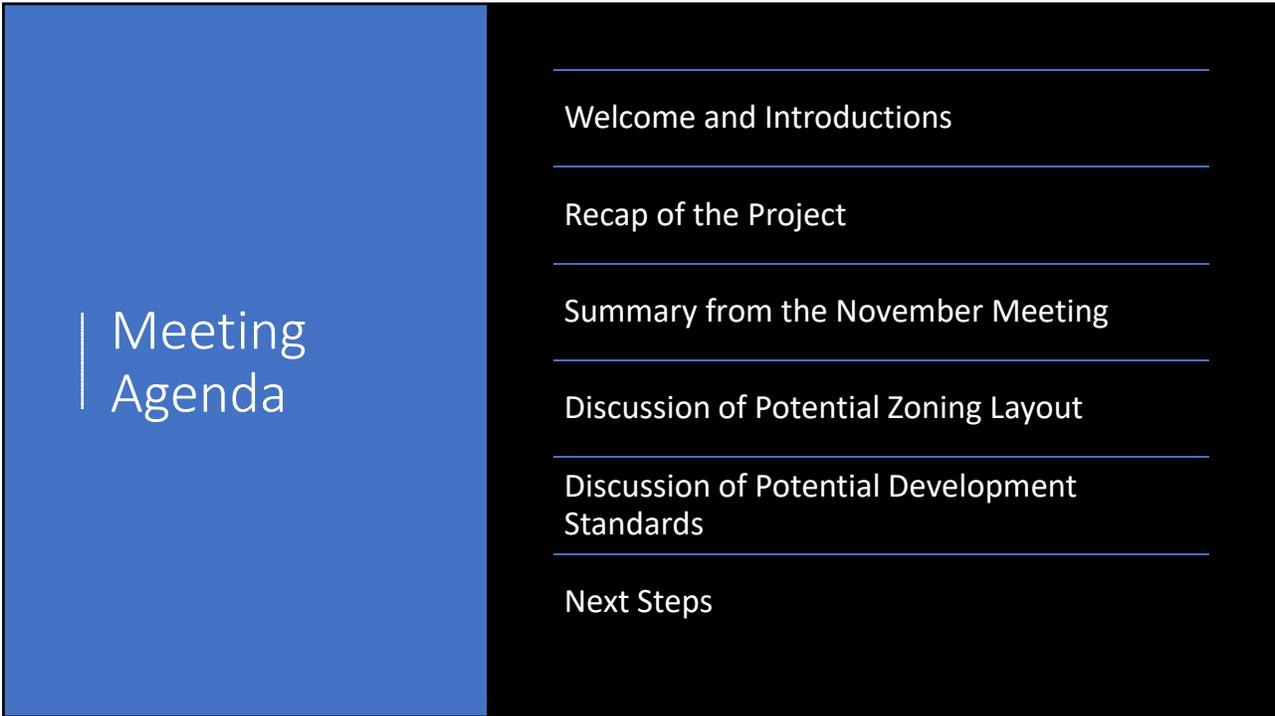 Meeting
Agenda
Welcome and Introductions
Recap of the Project
Summary from the November Meeting
Discussion of Potential Zoning Layout
Discussion of Potential Development
Standards
Next Steps